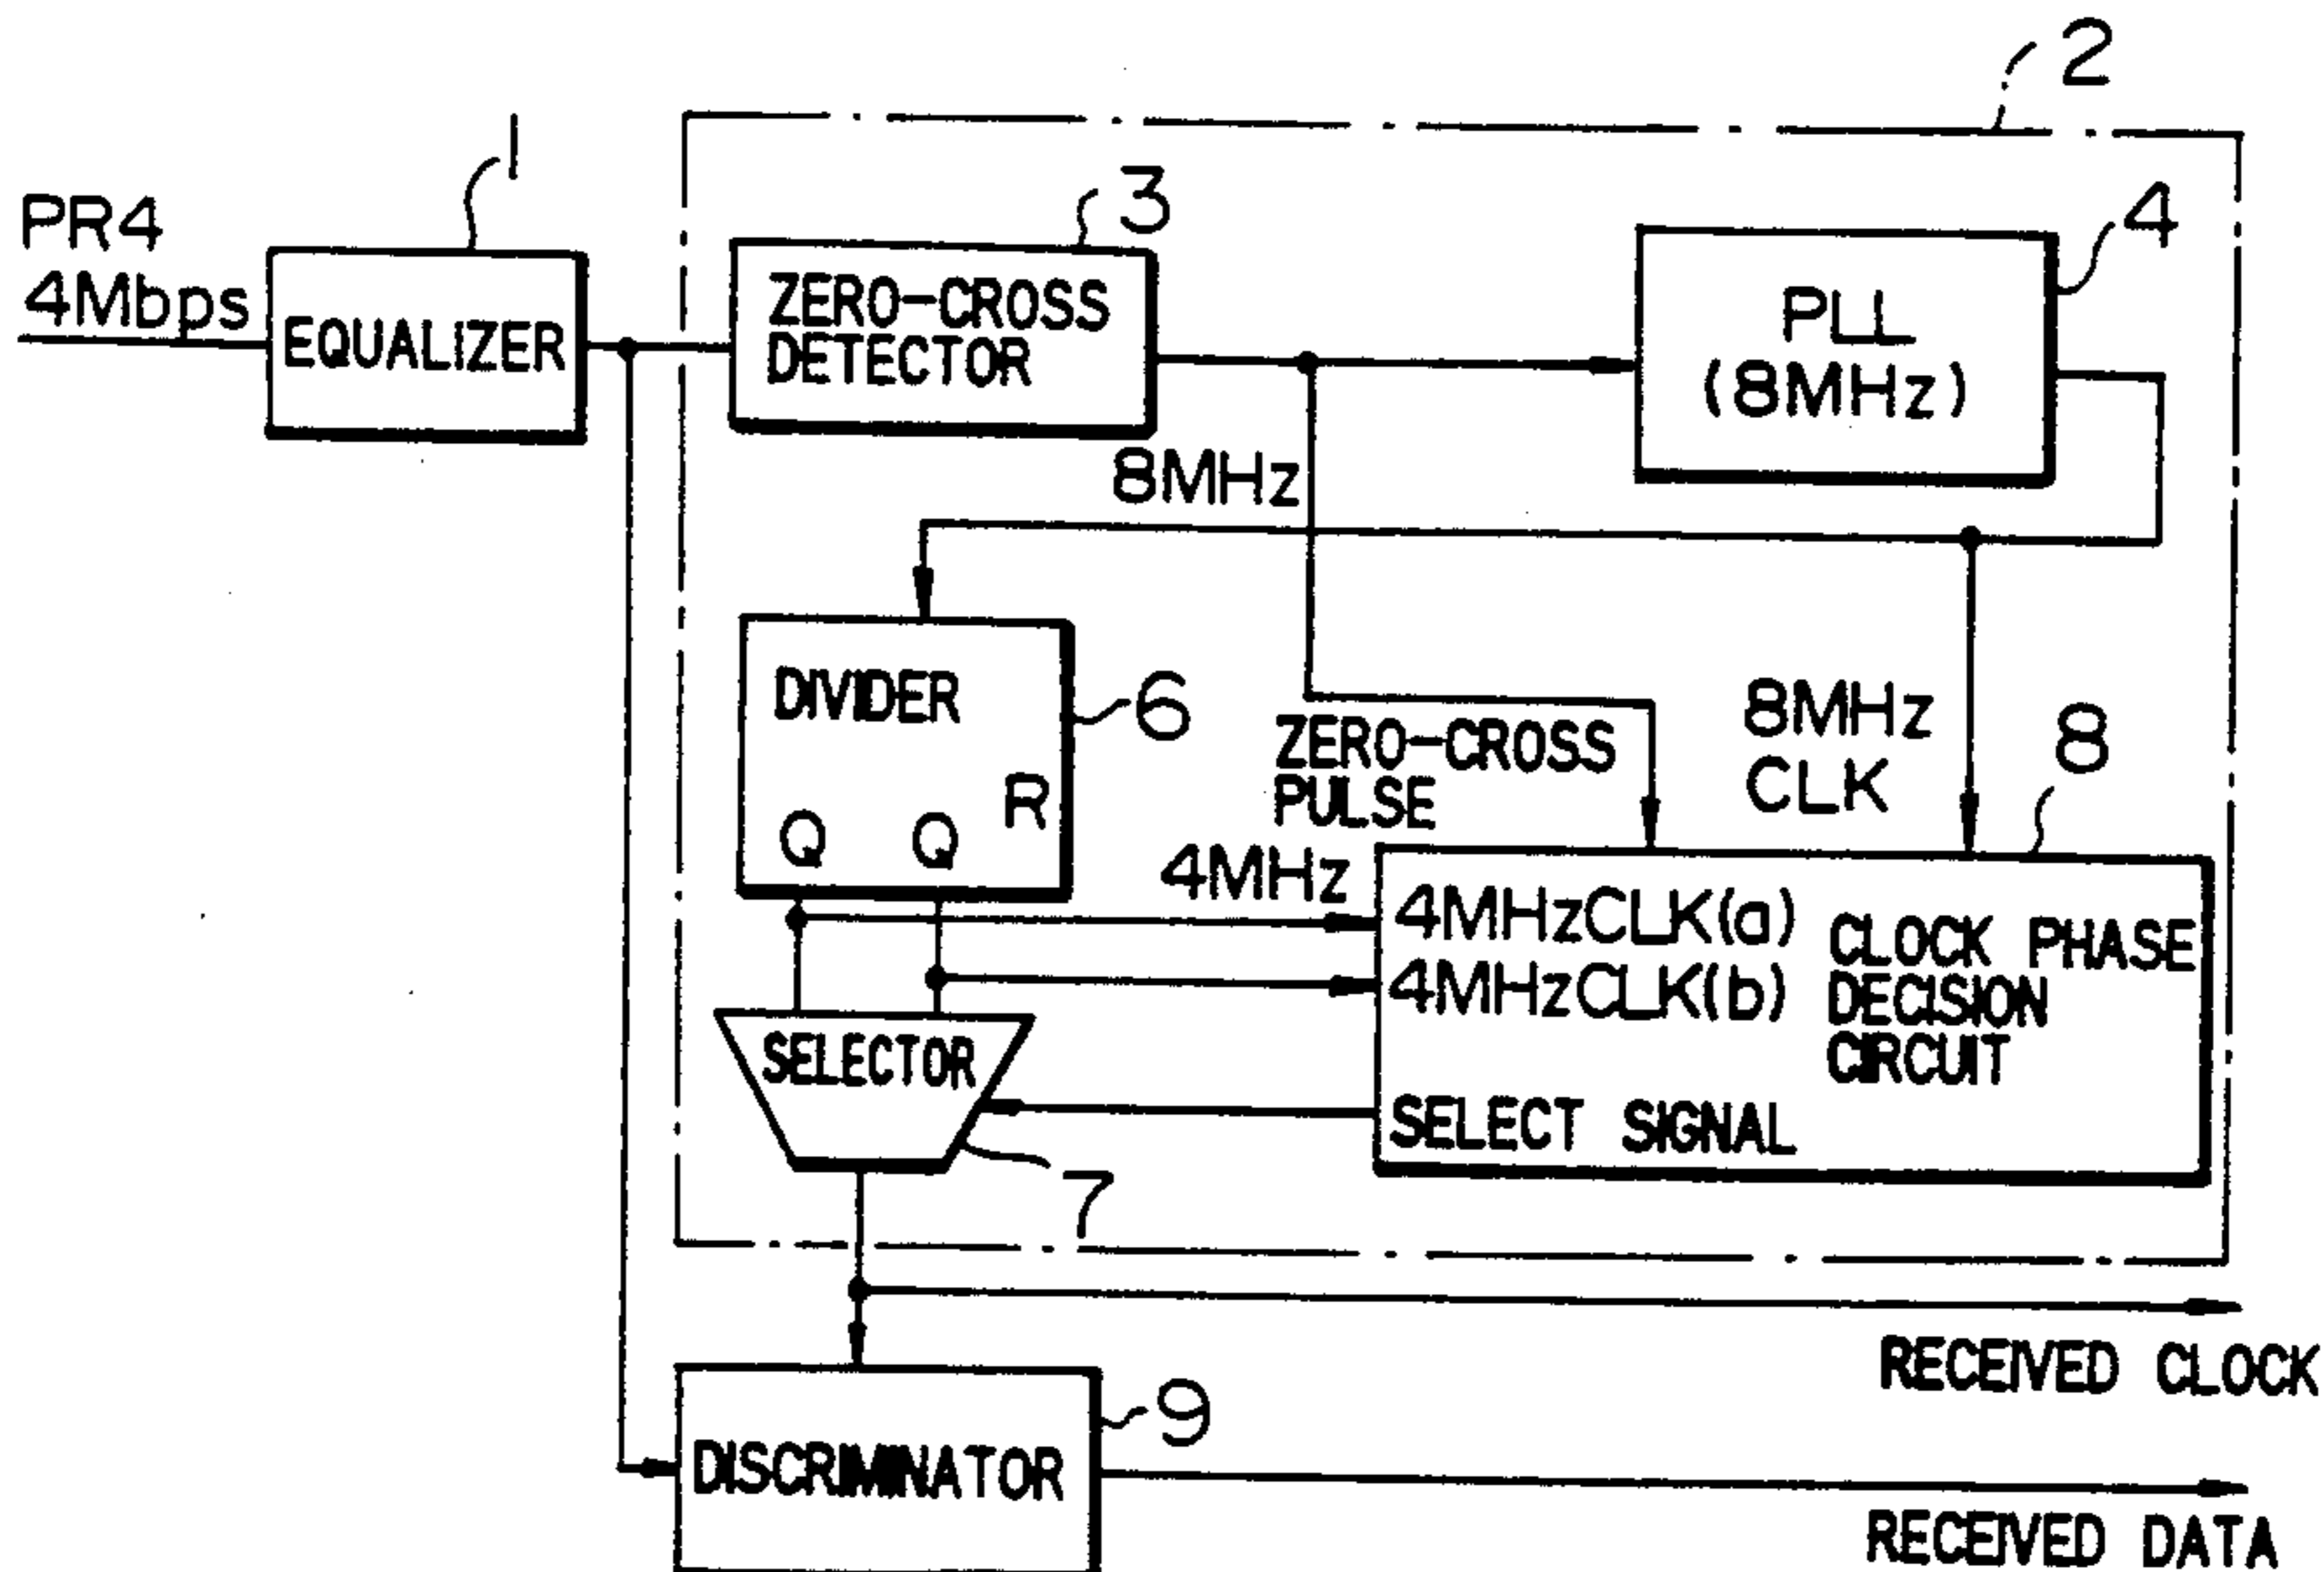 2
1
PR4
4Mbps
EQUALIZER
3
ZERO-CROSS
DETECTOR
4
PLL
(8MHz)
8MHz
DIVIDER
6
R
Q
Q
ZERO-CROSS
PULSE
8MHz
CLK
8
4MHz
4MHzCLK(a)
4MHzCLK(b)
CLOCK PHASE
DECISION
CIRCUIT
SELECTOR
SELECT SIGNAL
7
RECEIVED CLOCK
9
DISCRIMINATOR
RECEIVED DATA